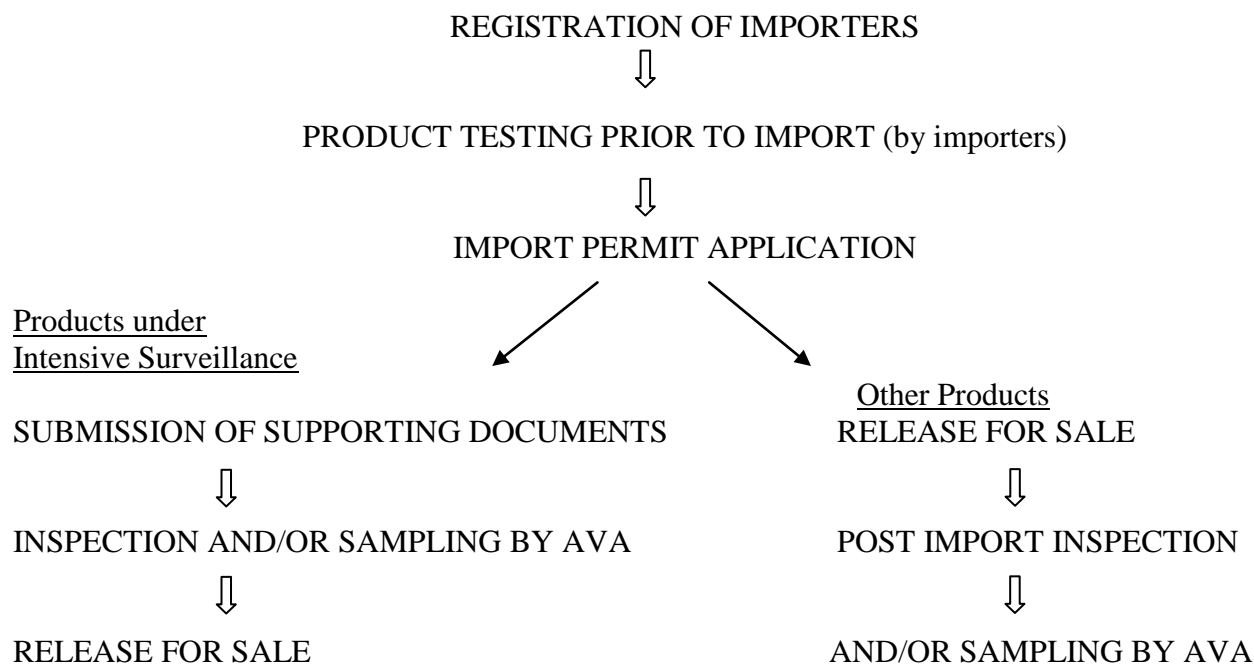 REGISTRATION OF IMPORTERS
PRODUCT TESTING PRIOR TO IMPORT (by importers)
IMPORT PERMIT APPLICATION
Products under
Intensive Surveillance
SUBMISSION OF SUPPORTING DOCUMENTS
INSPECTION AND/OR SAMPLING BY AVA
RELEASE FOR SALE
Other Products
RELEASE FOR SALE
POST IMPORT INSPECTION
AND/OR SAMPLING BY AVA